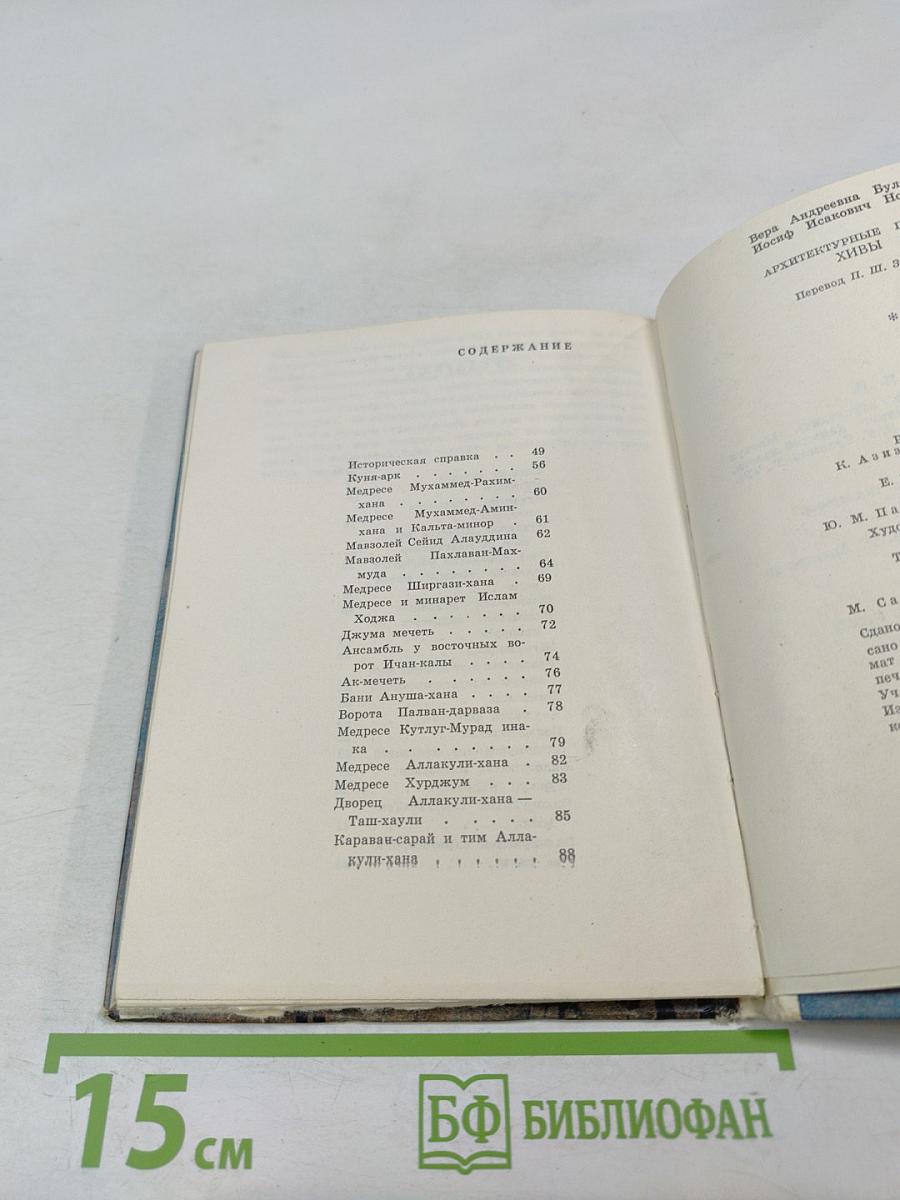 СОДЕРЖАНИЕ
Историческая справка . . 49
Куня-арк . . . . . . . 56
Медресе Мухаммед-Рахим-
хана . . . . . . . . 60
Медресе Мухаммед-Амин-
хана и Кальта-минор . 61
Мавзолей Сейид Алауддина 62
Мавзолей Пахлаван-Мах-
муда . . . . . . . . 64
Медресе Ширгази-хана . 69
Медресе и минарет Ислам
Ходжа . . . . . . . 70
Джума мечеть . . . . . 72
Ансамбль у восточных во-
рот Ичан-калы . . . . 74
Ак-мечеть . . . . . . 76
Бани Ануша-хана . . . . 77
Ворота Палван-дарваза . 78
Медресе Кутлуг-Мурад ина-
ка . . . . . . . . 79
Медресе Аллакули-хана . 82
Медресе Хурджум . . . 83
Дворец Аллакули-хана —
Таш-хаули . . . . . 85
Караван-сарай и тим Алла-
кули-хана . . . . . . 88
Вера Андреевна
Иосиф Исакович
АРХИТЕКТУРНЫЕ
ХИВЫ
Перевод П. Ш.
*
К.
Е.
Ю. М.
М.
Сдано
мат
15 см
БФ БИБЛИОФАН